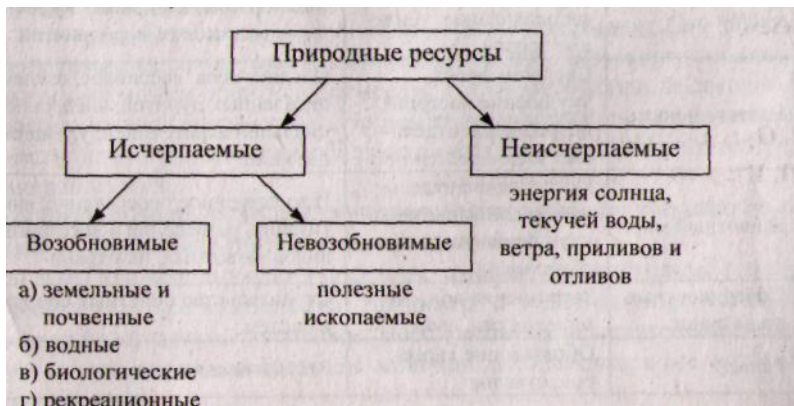 Природные ресурсы
Исчерпаемые
Неисчерпаемые
энергия солнца,
текучей воды,
ветра, приливов и
отливов
Возобновимые
Невозобновимые
а) земельные и
почвенные
б) водные
в) биологические
г) рекреационные
полезные
ископаемые